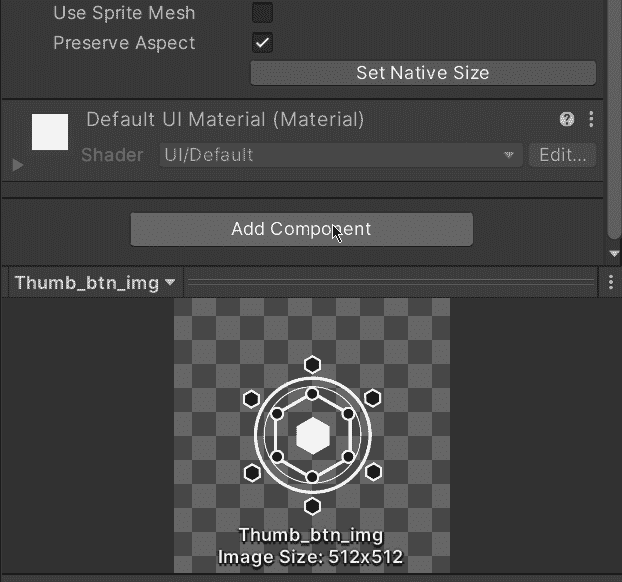 Use Sprite Mesh
Preserve Aspect
Set Native Size
Default UI Material (Material)
Shader
UI/Default
Edit...
Add Component
Thumb_btn_img
Thumb_btn_img
Image Size: 512x512